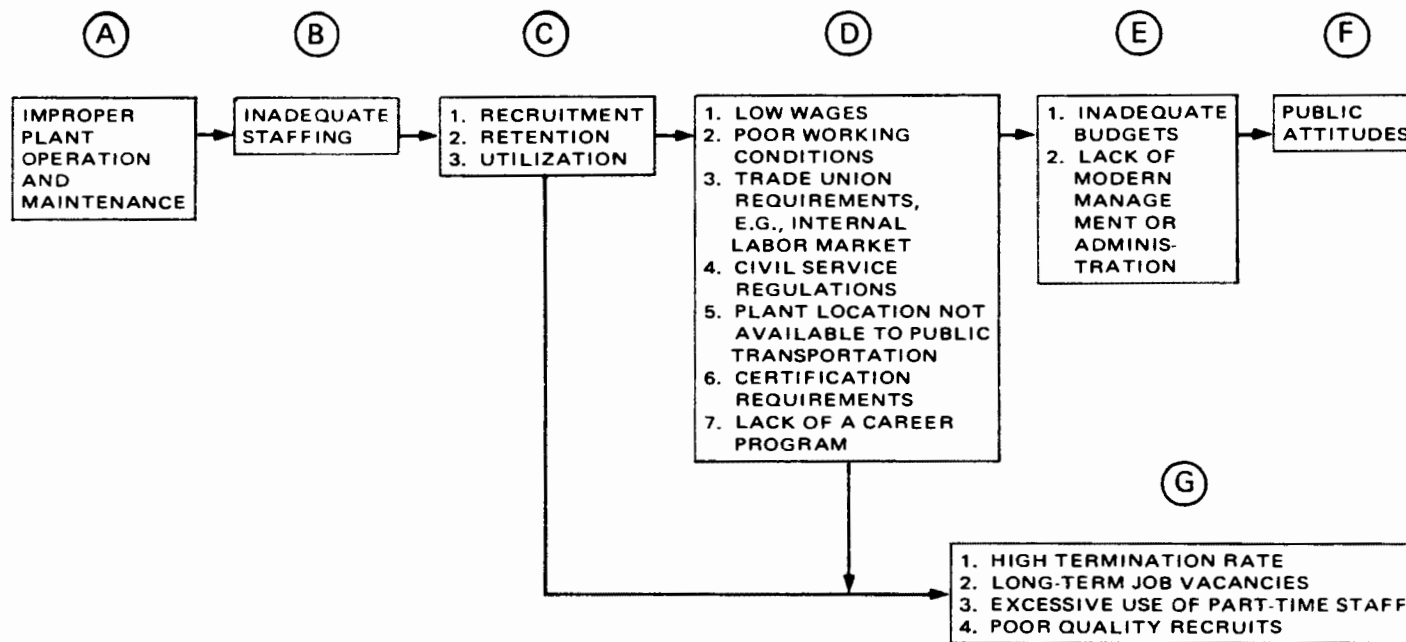 A
B
C
D
E
F
IMPROPER
PLANT
OPERATION
AND
MAINTENANCE
INADEQUATE
STAFFING
1. RECRUITMENT
2. RETENTION
3. UTILIZATION
1. LOW WAGES
2. POOR WORKING
CONDITIONS
3. TRADE UNION
REQUIREMENTS,
E.G., INTERNAL
LABOR MARKET
4. CIVIL SERVICE
REGULATIONS
5. PLANT LOCATION NOT
AVAILABLE TO PUBLIC
TRANSPORTATION
6. CERTIFICATION
REQUIREMENTS
7. LACK OF A CAREER
PROGRAM
1. INADEQUATE
BUDGETS
2. LACK OF
MODERN
MANAGE
MENT OR
ADMINIS-
TRATION
PUBLIC
ATTITUDES
G
1. HIGH TERMINATION RATE
2. LONG-TERM JOB VACANCIES
3. EXCESSIVE USE OF PART-TIME STAFF
4. POOR QUALITY RECRUITS